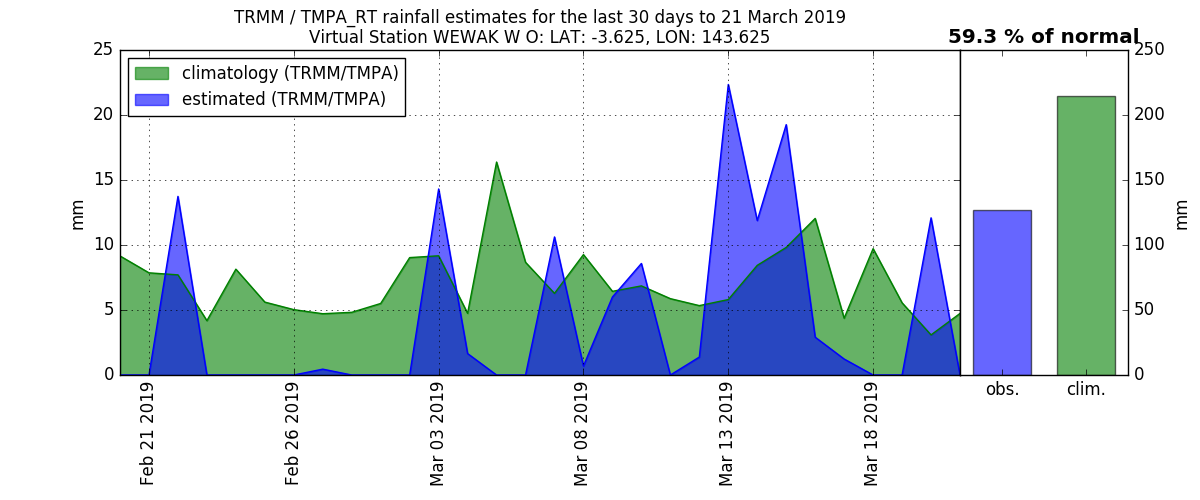 TRMM / TMPA_RT rainfall estimates for the last 30 days to 21 March 2019
Virtual Station WEWAK W O: LAT: -3.625, LON: 143.625
59.3 % of normal
climatology (TRMM/TMPA)
estimated (TRMM/TMPA)
25
20
15
10
5
0
mm
Feb 21 2019
Feb 26 2019
Mar 03 2019
Mar 08 2019
Mar 13 2019
Mar 18 2019
obs.
clim.
250
200
150
100
50
0
mm